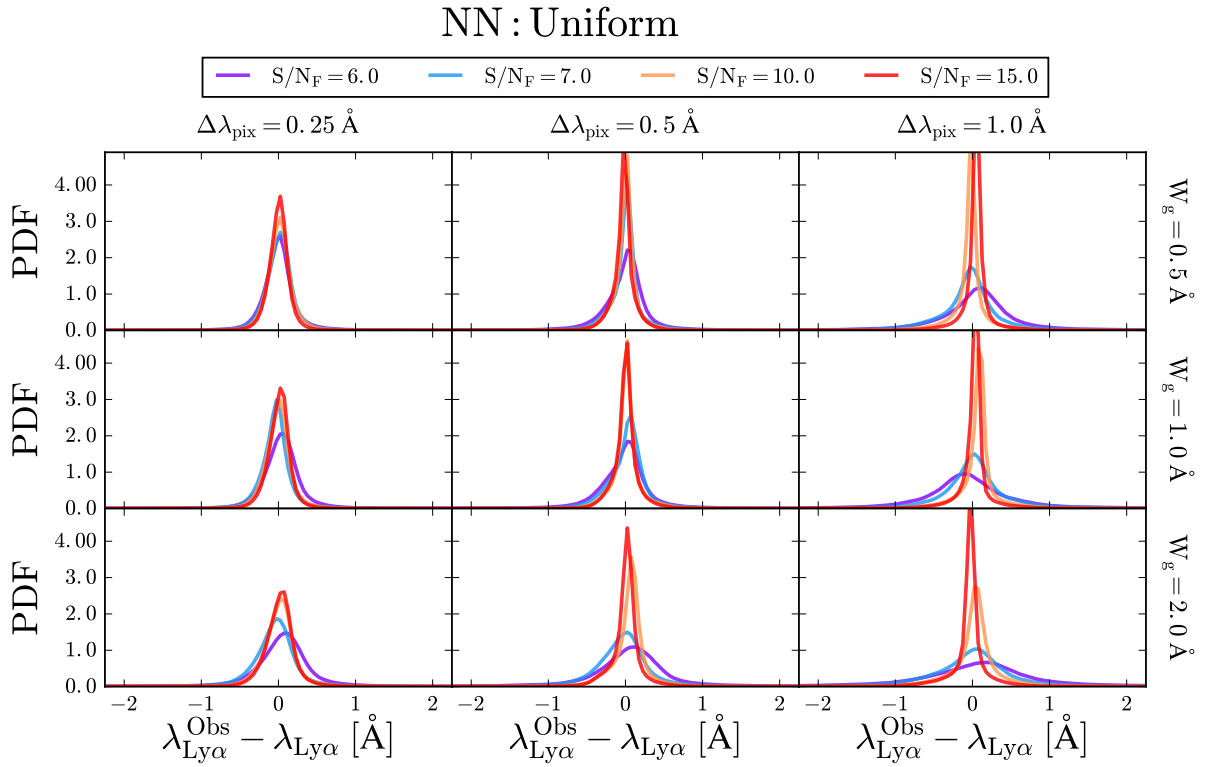 NN : Uniform
S/N_F = 6.0 S/N_F = 7.0 S/N_F = 10.0 S/N_F = 15.0
Δλ_pix = 0.25 Å Δλ_pix = 0.5 Å Δλ_pix = 1.0 Å
PDF
4.00
3.0
2.0
1.0
0.0
W_g = 0.5 Å
PDF
4.00
3.0
2.0
1.0
0.0
W_g = 1.0 Å
PDF
4.00
3.0
2.0
1.0
0.0
W_g = 2.0 Å
−2 −1 0 1 2 −2 −1 0 1 2 −2 −1 0 1 2
λ^Obs_Lyα − λ_Lyα [Å] λ^Obs_Lyα − λ_Lyα [Å] λ^Obs_Lyα − λ_Lyα [Å]